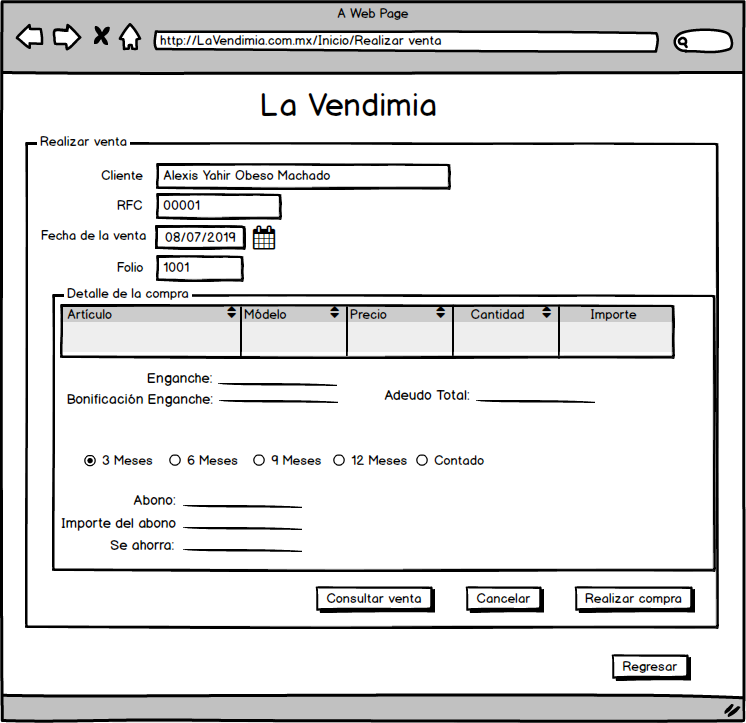 A Web Page
http://LaVendimia.com.mx/Inicio/Realizar venta
La Vendimia
Realizar venta
Cliente Alexis Yahir Obeso Machado
RFC 00001
Fecha de la venta 08/07/2019
Folio 1001
Detalle de la compra
Artículo Módelo Precio Cantidad Importe
Enganche:
Bonificación Enganche: Adeudo Total:
3 Meses 6 Meses 9 Meses 12 Meses Contado
Abono:
Importe del abono
Se ahorra:
Consultar venta Cancelar Realizar compra
Regresar